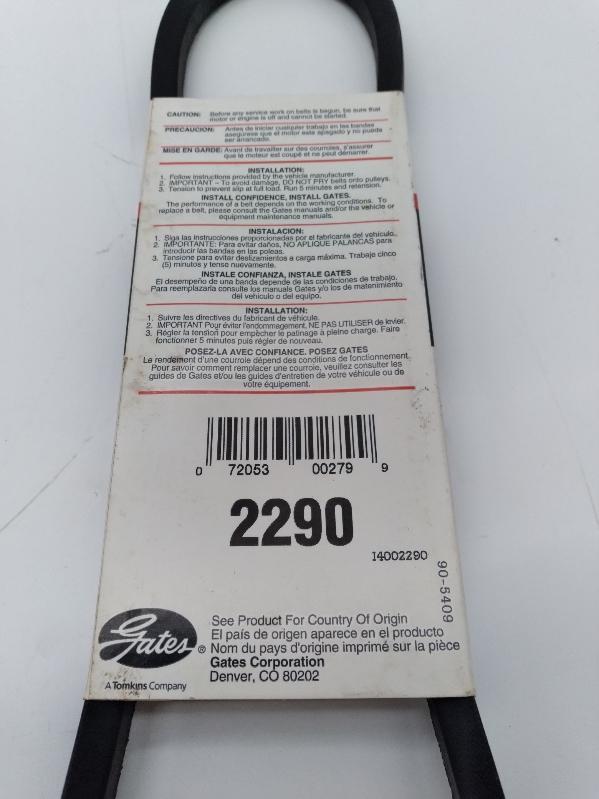 CAUTION: Before any service work on belts is begun, be sure that
motor or engine is off and cannot be started.
PRECAUCION: Antes de iniciar cualquier trabajo en las bandas
asegúrese que el motor este apagado y no pueda
ser arrancado.
MISE EN GARDE: Avant de travailler sur des courroies, s'assurer
que le moteur est coupé et ne peut démarrer.
INSTALLATION:
1. Follow instructions provided by the vehicle manufacturer.
2. IMPORTANT – To avoid damage, DO NOT PRY belts onto pulleys.
3. Tension to prevent slip at full load. Run 5 minutes and retension.
INSTALL CONFIDENCE, INSTALL GATES.
The performance of a belt depends on the working conditions. To
replace a belt, please consult the Gates manuals and/or the vehicle or
equipment maintenance manuals.
INSTALACION:
1. Siga las instrucciones proporcionadas por el fabricante del vehículo.
2. IMPORTANTE: Para evitar daños, NO APLIQUE PALANCAS para
introducir las bandas en las poleas.
3. Tensione para evitar deslizamientos a carga máxima. Trabaje cinco
(5) minutos y tense nuevamente.
INSTALE CONFIANZA, INSTALE GATES
El desempeño de una banda depende de las condiciones de trabajo.
Para reemplazarla consulte los manuals Gates y/o los de matenimiento
del vehículo o del equipo.
INSTALLATION:
1. Suivre les directives du fabricant de véhicule.
2. IMPORTANT Pour éviter l'endommagement, NE PAS UTILISER de levier.
3. Régler la tension pour empêcher le patinage à pleine charge. Faire
fonctionner 5 minutes puis régler de nouveau.
POSEZ-LA AVEC CONFIANCE. POSEZ GATES
Le rendement d'une courroie dépend des conditions de fonctionnement.
Pour savoir comment remplacer une courroie, veuillez consulter les
guides de Gates et/ou les guides d'entretien de votre véhicule ou de
votre équipement.
0 72053 00279 9
2290
14002290
90-5409
Gates®
A Tomkins Company
See Product For Country Of Origin
El país de origen aparece en el producto
Nom du pays d'origine imprimé sur la pièce
Gates Corporation
Denver, CO 80202